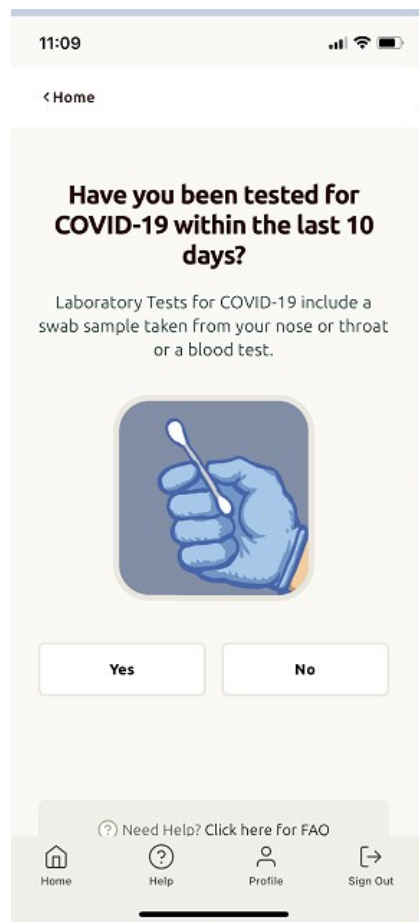 11:09
< Home
Have you been tested for
COVID-19 within the last 10
days?
Laboratory Tests for COVID-19 include a
swab sample taken from your nose or throat
or a blood test.
Yes No
? Need Help? Click here for FAQ
Home Help Profile Sign Out